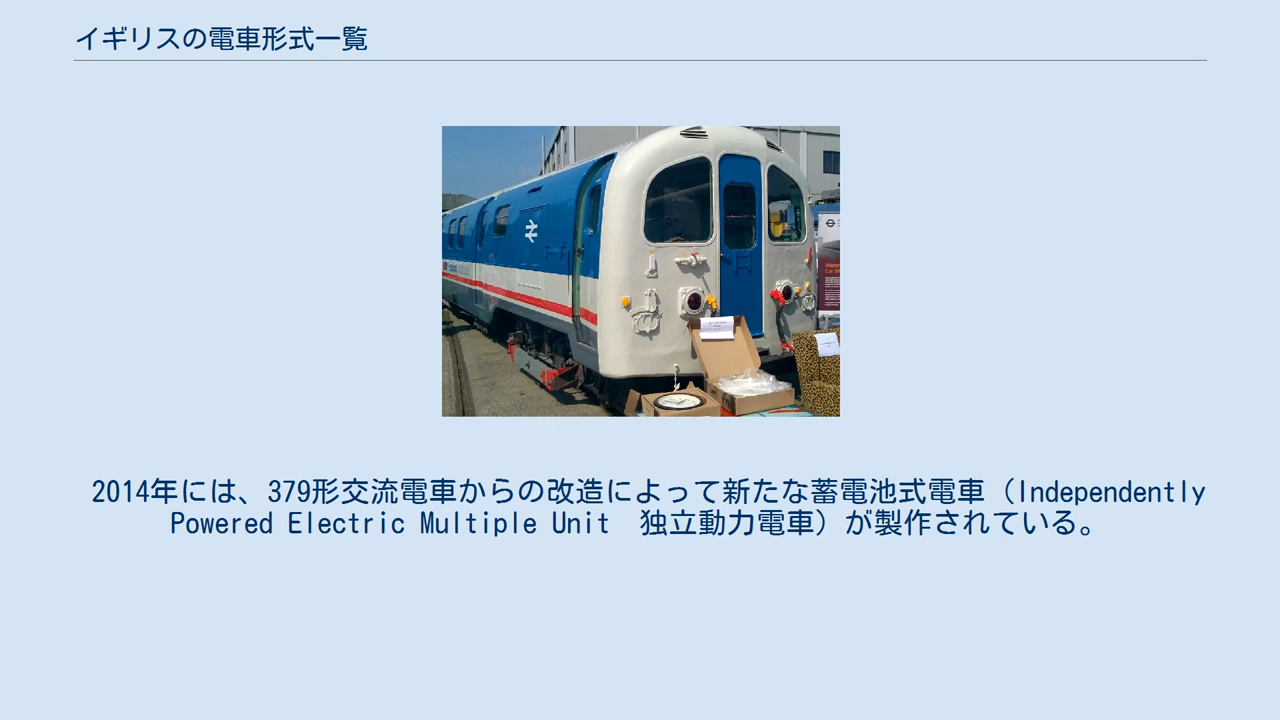 イギリスの電車形式一覧
2014年には、379形交流電車からの改造によって新たな蓄電池式電車（Independently
Powered Electric Multiple Unit　独立動力電車）が製作されている。